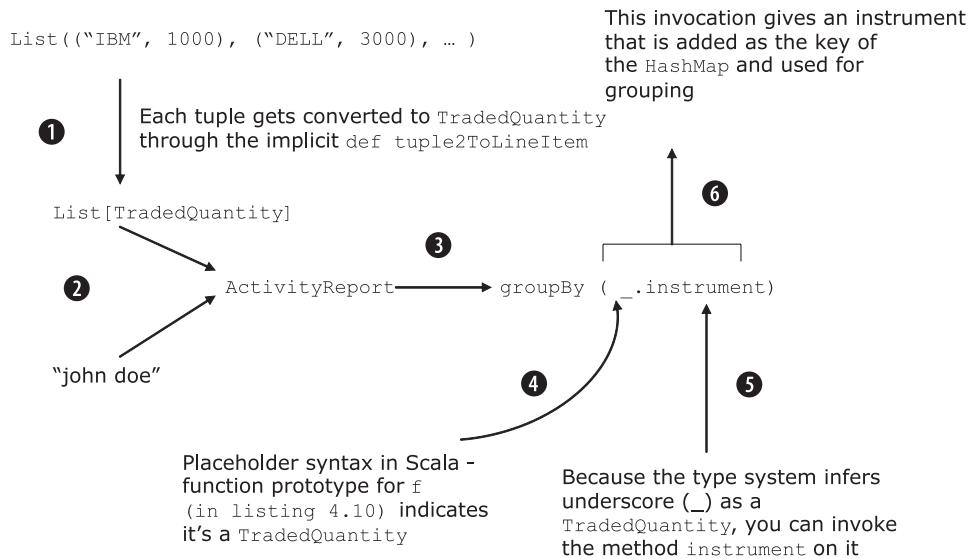 List((“IBM”, 1000), (“DELL”, 3000), … )
This invocation gives an instrument
that is added as the key of
the HashMap and used for
grouping
1
Each tuple gets converted to TradedQuantity
through the implicit def tuple2ToLineItem
6
List[TradedQuantity]
3
2
ActivityReport
groupBy ( _.instrument)
“john doe”
4
5
Placeholder syntax in Scala -
function prototype for f
(in listing 4.10) indicates
it’s a TradedQuantity
Because the type system infers
underscore (_) as a
TradedQuantity, you can invoke
the method instrument on it